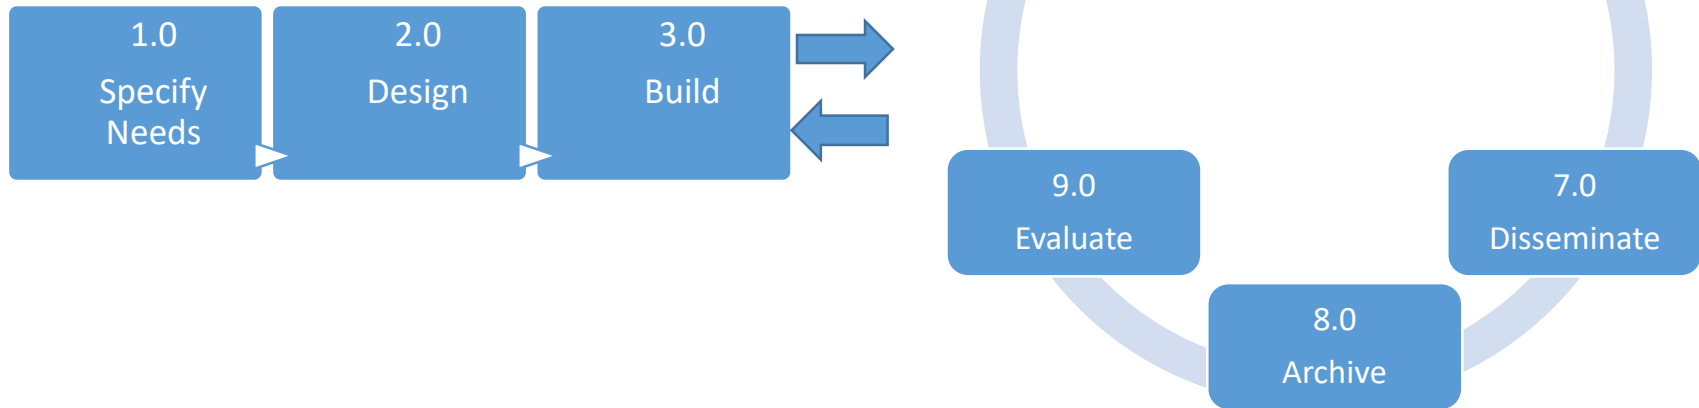 1.0
Specify
Needs
2.0
Design
3.0
Build
9.0
Evaluate
7.0
Disseminate
8.0
Archive